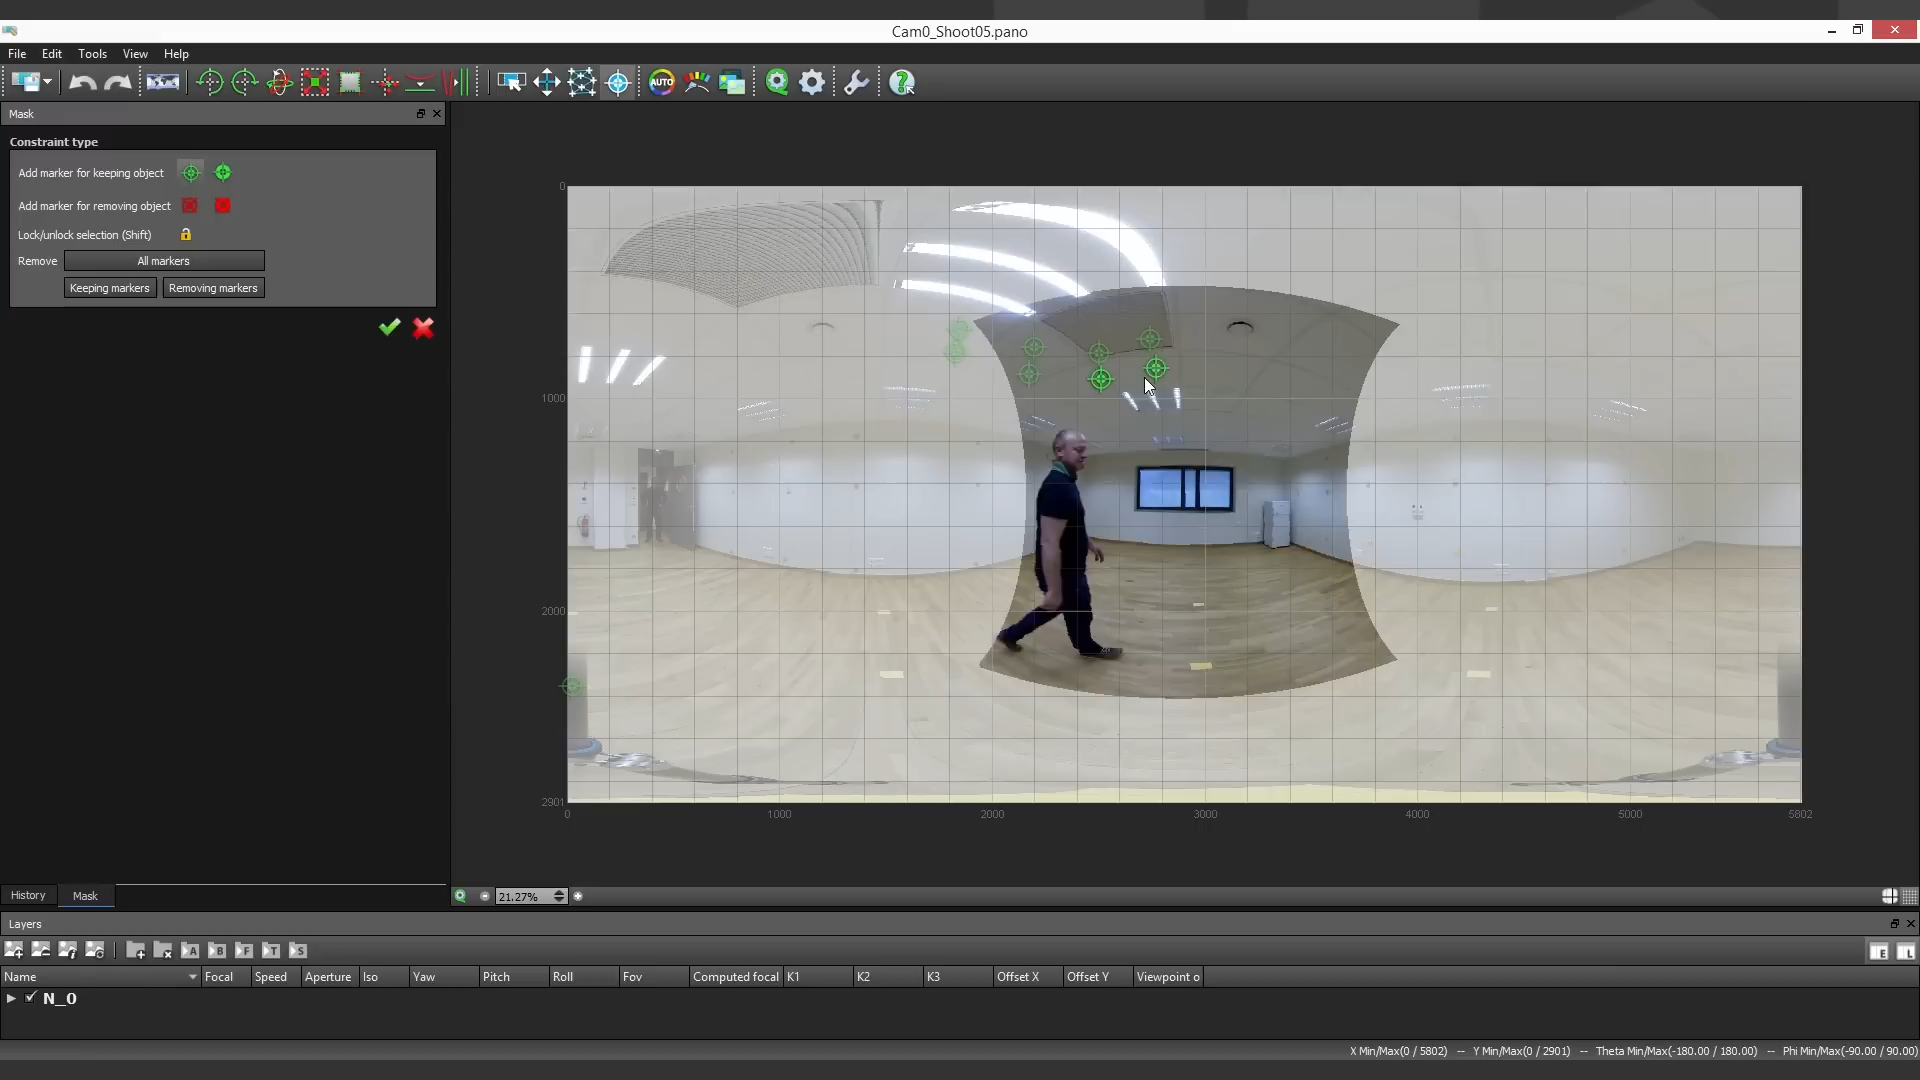 Cam0_Shoot05.pano
File Edit Tools View Help
AUTO
Mask
Constraint type
Add marker for keeping object
Add marker for removing object
Lock/unlock selection (Shift)
Remove All markers
Keeping markers Removing markers
0
1000
2000
2901
0 1000 2000 3000 4000 5000 5802
History Mask
21.27%
Layers
A B F T S E L
Name Focal Speed Aperture Iso Yaw Pitch Roll Fov Computed focal K1 K2 K3 Offset X Offset Y Viewpoint o
N_0
X Min/Max(0 / 5802) -- Y Min/Max(0 / 2901) -- Theta Min/Max(-180.00 / 180.00) -- Phi Min/Max(-90.00 / 90.00)